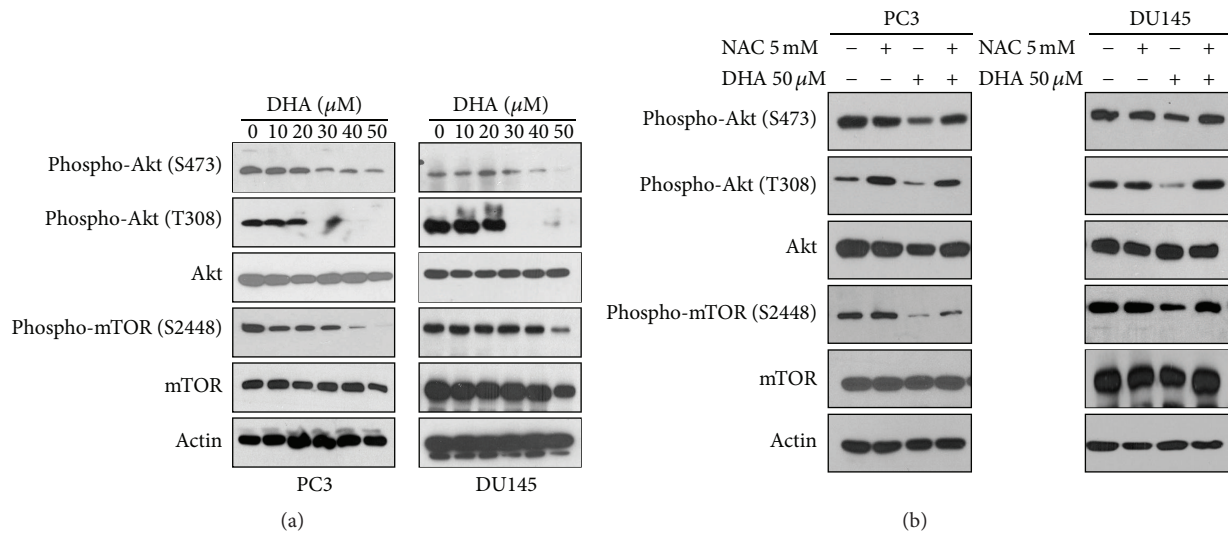 DHA (μM) DHA (μM)
0 10 20 30 40 50 0 10 20 30 40 50
Phospho-Akt (S473)
Phospho-Akt (T308)
Akt
Phospho-mTOR (S2448)
mTOR
Actin
PC3 DU145
(a)
PC3 DU145
NAC 5 mM − + − + NAC 5 mM − + − +
DHA 50 μM − − + + DHA 50 μM − − + +
Phospho-Akt (S473)
Phospho-Akt (T308)
Akt
Phospho-mTOR (S2448)
mTOR
Actin
(b)